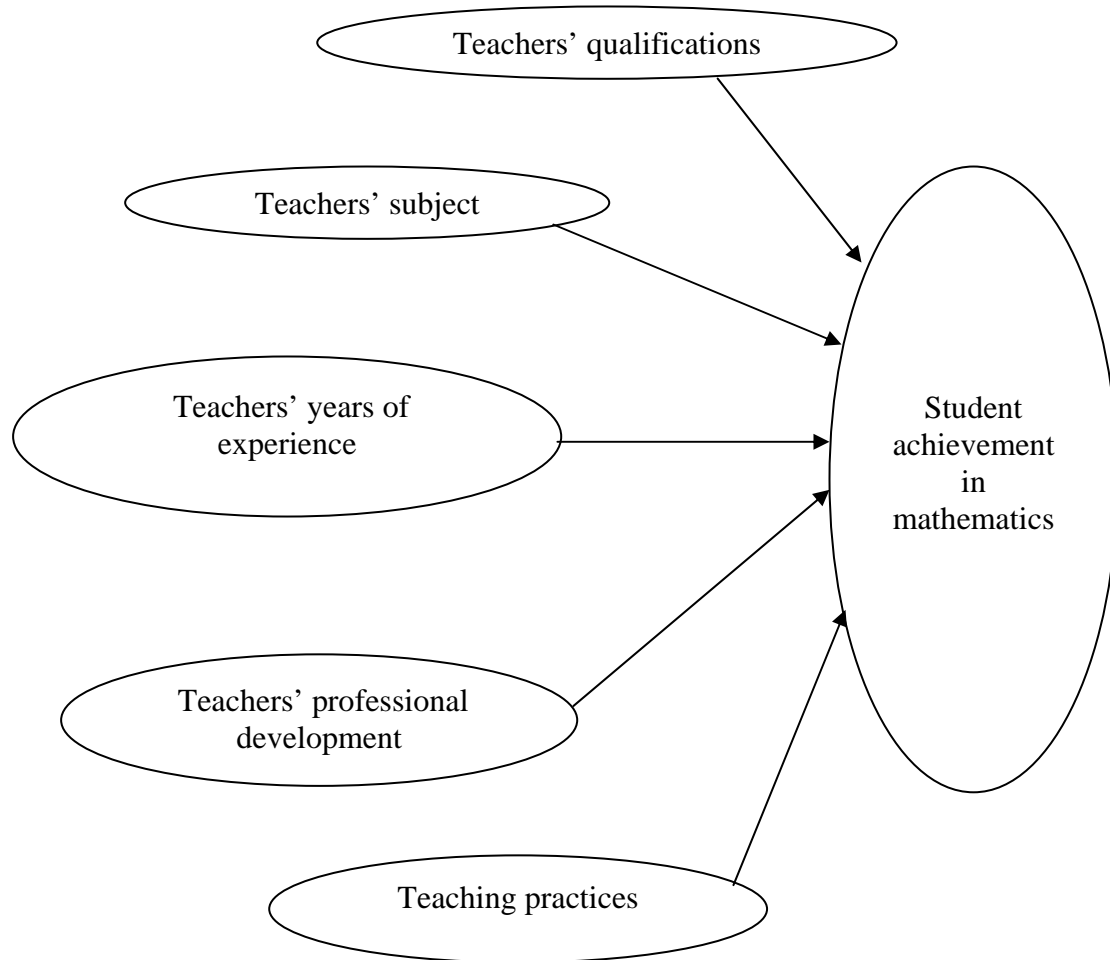 Teachers’ qualifications
Teachers’ subject
Teachers’ years of
experience
Student
achievement
in
mathematics
Teachers’ professional
development
Teaching practices